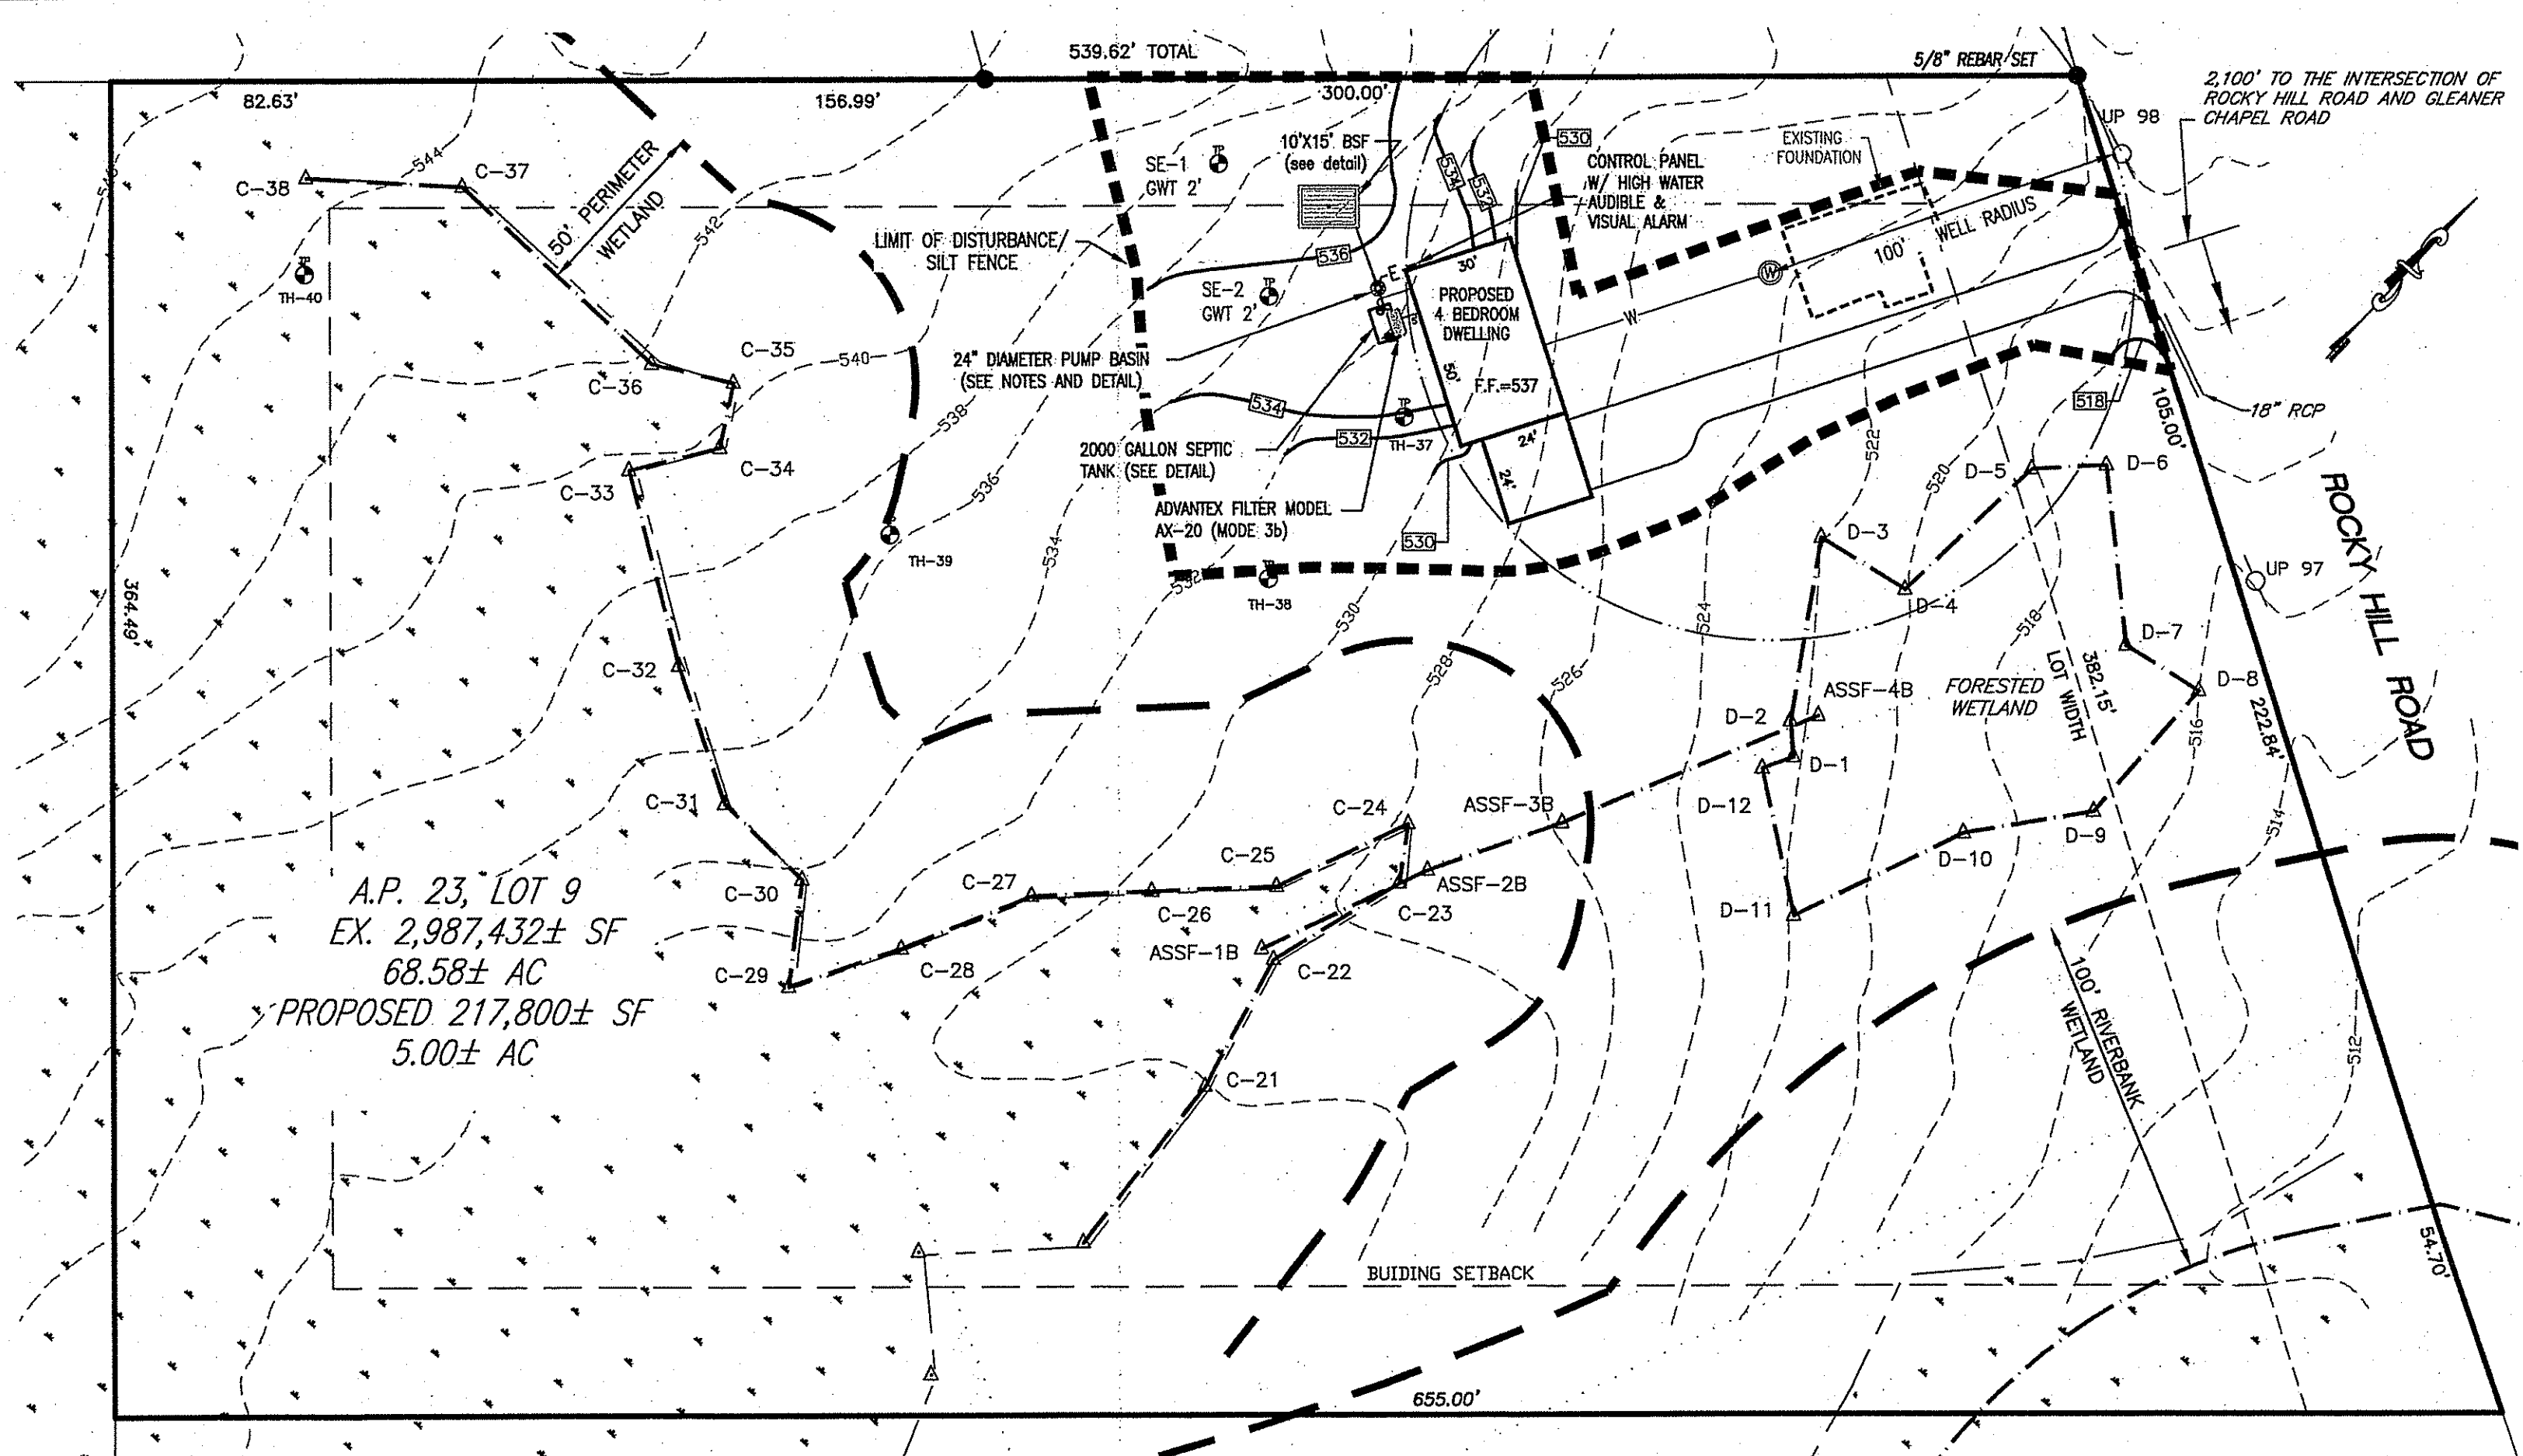 539.62' TOTAL
5/8" REBAR SET
82.63'
156.99'
300.00'
2,100' TO THE INTERSECTION OF
ROCKY HILL ROAD AND GLEANER
CHAPEL ROAD
UP 98
544
C-37
C-38
50' PERIMETER
WETLAND
542
TH-40
TP
SE-1
GWT 2'
TP
10'X15' BSF
(see detail)
534
532
530
CONTROL PANEL
W/ HIGH WATER
AUDIBLE &
VISUAL ALARM
EXISTING
FOUNDATION
100' WELL RADIUS
W
LIMIT OF DISTURBANCE/
SILT FENCE
536
E
30'
SE-2
GWT 2'
TP
PROPOSED
4 BEDROOM
DWELLING
50'
F.F.=537
W
C-35
540
C-36
24" DIAMETER PUMP BASIN
(SEE NOTES AND DETAIL)
538
534
TP
TH-37
532
24'
24'
518
105.00'
18" RCP
C-34
C-33
2000 GALLON SEPTIC
TANK (SEE DETAIL)
536
522
520
D-5
D-6
ADVANTEX FILTER MODEL
AX-20 (MODE 3b)
530
D-3
TH-39
534
532
TP
TH-38
D-4
UP 97
ROCKY HILL ROAD
364.49'
530
524
518
D-7
C-32
528
526
ASSF-4B
FORESTED
WETLAND
382.15'
LOT WIDTH
D-8
D-2
516
222.84'
D-1
C-31
C-24
ASSF-3B
D-12
514
D-9
D-10
C-25
C-27
C-30
ASSF-2B
C-26
C-23
D-11
A.P. 23, LOT 9
EX. 2,987,432± SF
68.58± AC
PROPOSED 217,800± SF
5.00± AC
ASSF-1B
C-22
C-28
C-29
100' RIVERBANK
WETLAND
512
C-21
BUIDING SETBACK
54.70'
655.00'